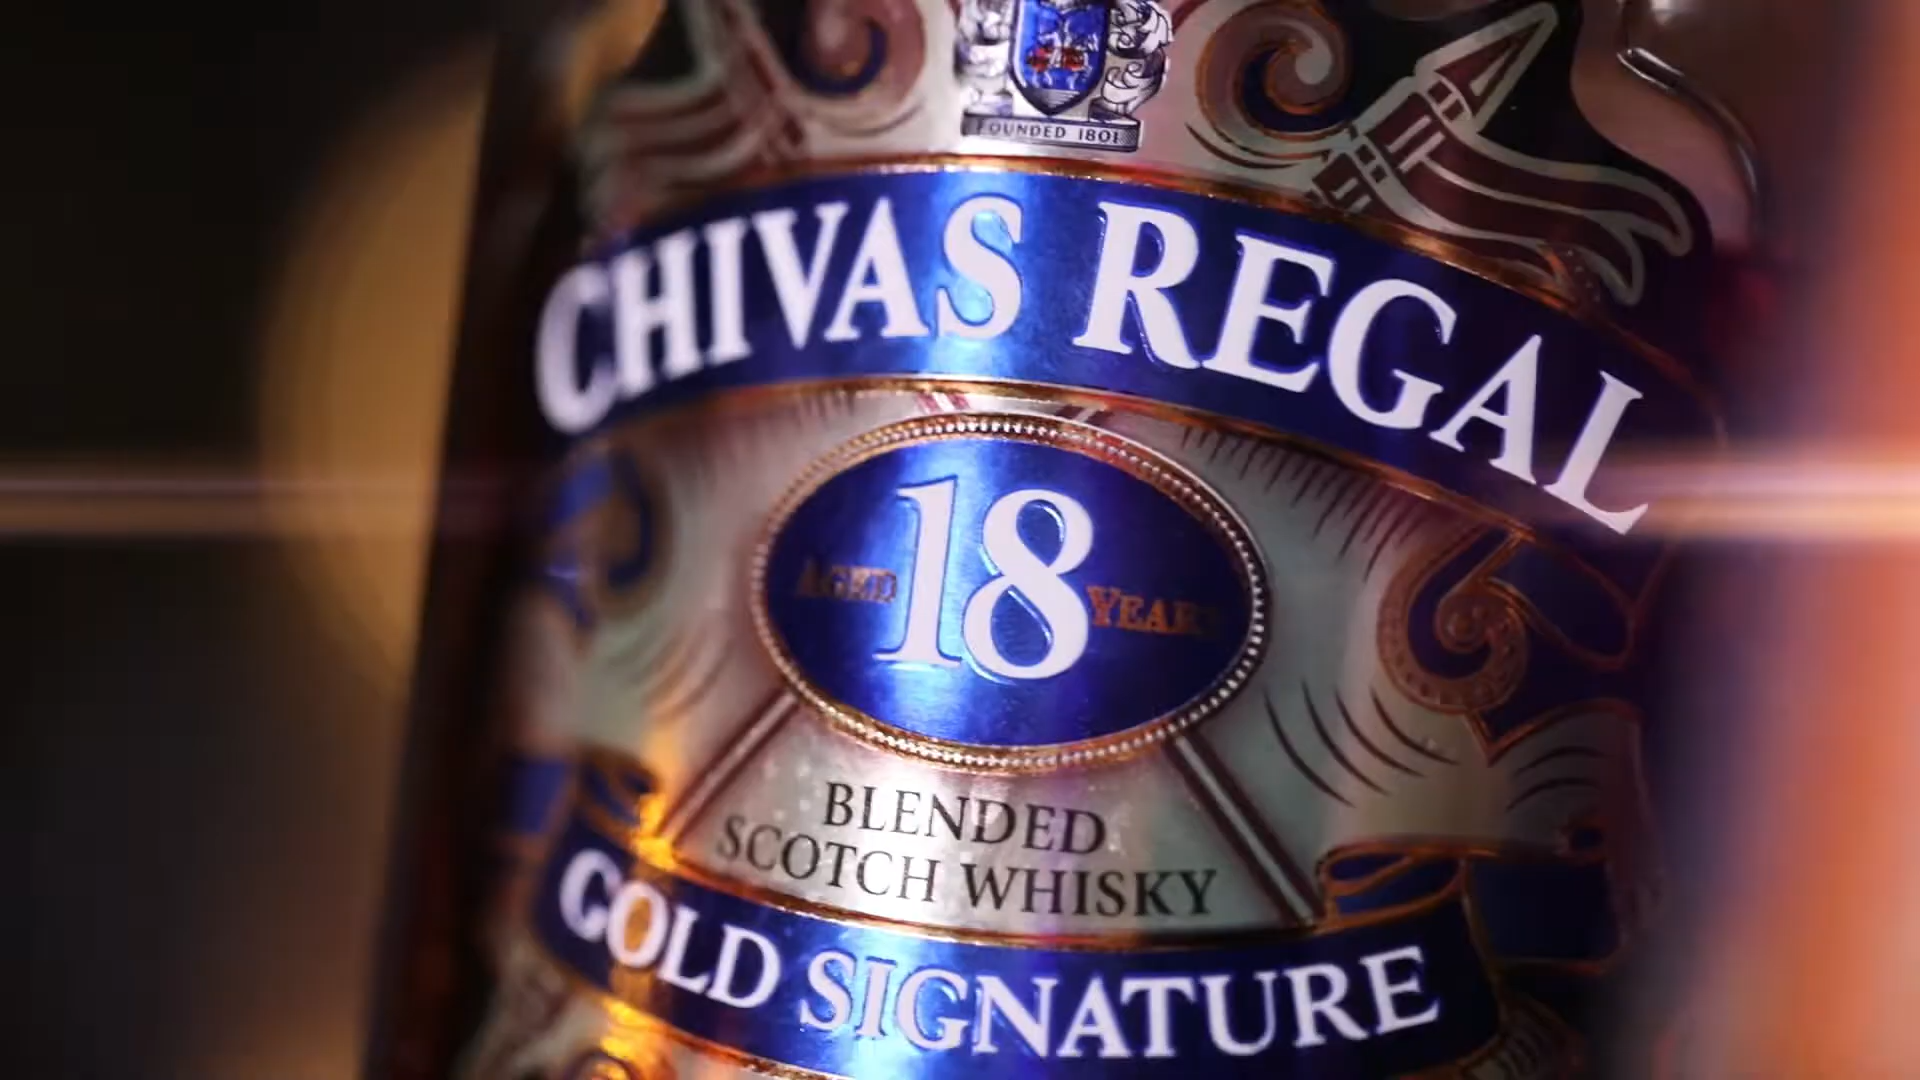 FOUNDED 1801
CHIVAS REGAL
AGED 18 YEARS
BLENDED
SCOTCH WHISKY
GOLD SIGNATURE